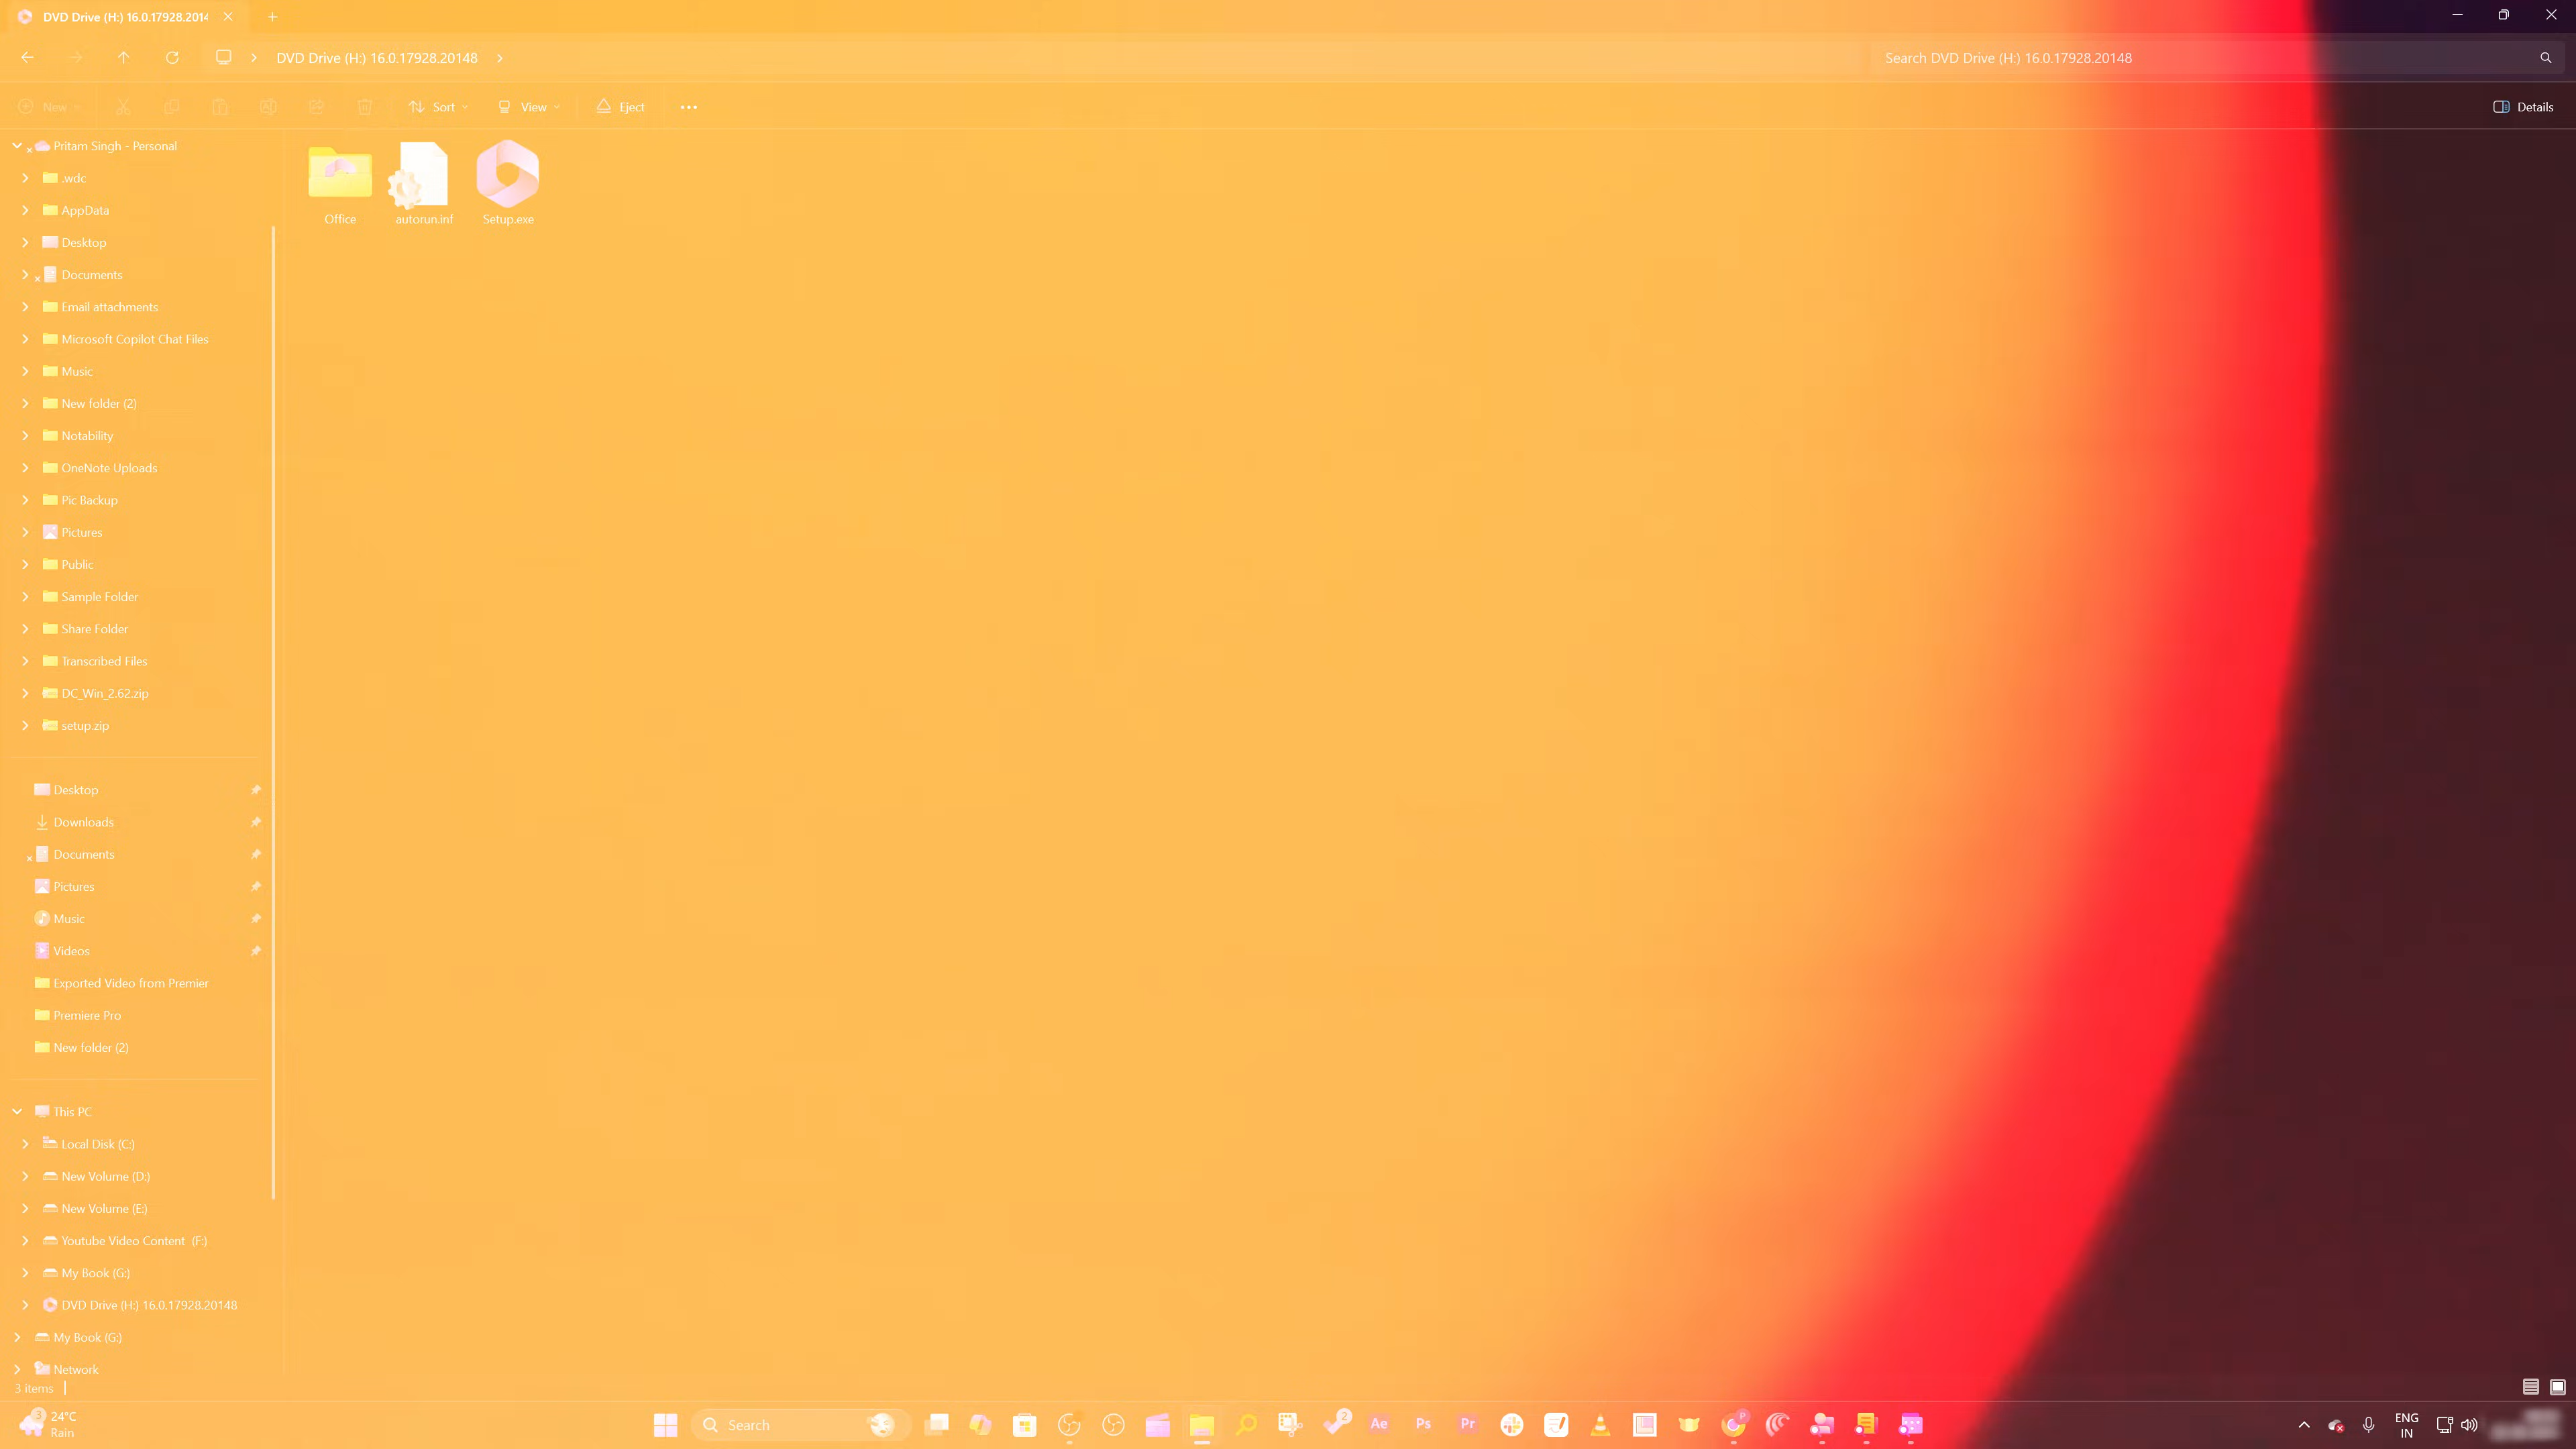 DVD Drive (H:) 16.0.17928.2014
DVD Drive (H:) 16.0.17928.20148
Search DVD Drive (H:) 16.0.17928.20148
New
Sort
View
Eject
Details
Pritam Singh - Personal
.wdc
AppData
Desktop
Documents
Email attachments
Microsoft Copilot Chat Files
Music
New folder (2)
Notability
OneNote Uploads
Pic Backup
Pictures
Public
Sample Folder
Share Folder
Transcribed Files
DC_Win_2.62.zip
setup.zip
Desktop
Downloads
Documents
Pictures
Music
Videos
Exported Video from Premier
Premiere Pro
New folder (2)
This PC
Local Disk (C:)
New Volume (D:)
New Volume (E:)
Youtube Video Content (F:)
My Book (G:)
DVD Drive (H:) 16.0.17928.20148
My Book (G:)
Network
Office
autorun.inf
Setup.exe
3 items
3
24°C
Rain
Search
2
Ae
Ps
Pr
P
ENG
IN